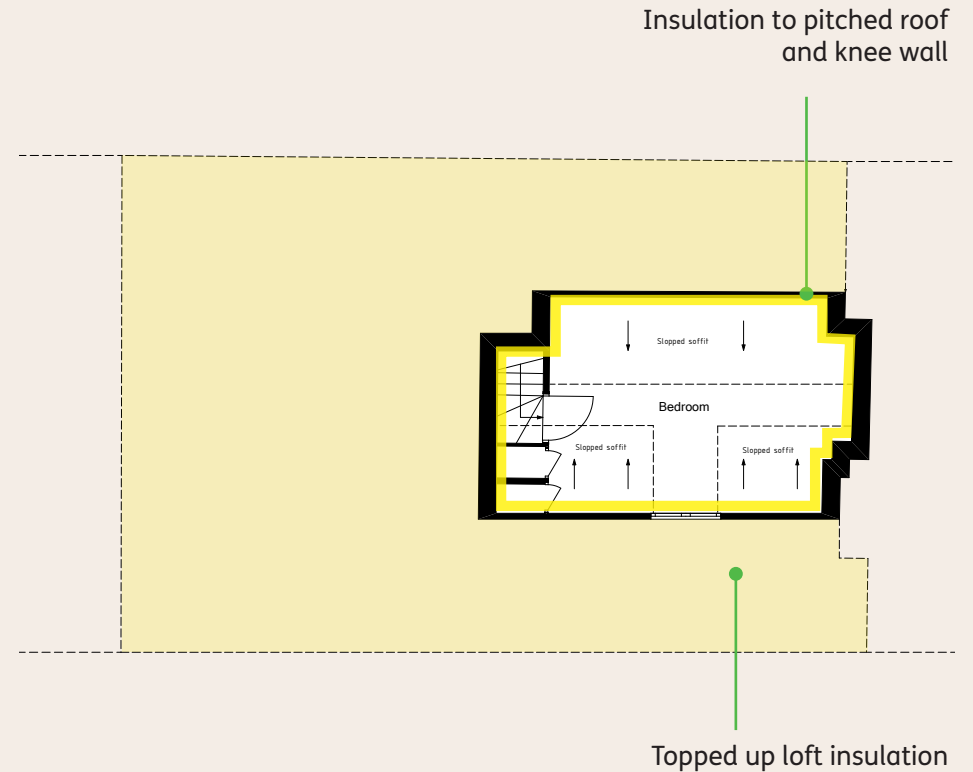 Insulation to pitched roof
and knee wall
Slopped soffit
Bedroom
Slopped soffit
Slopped soffit
Topped up loft insulation